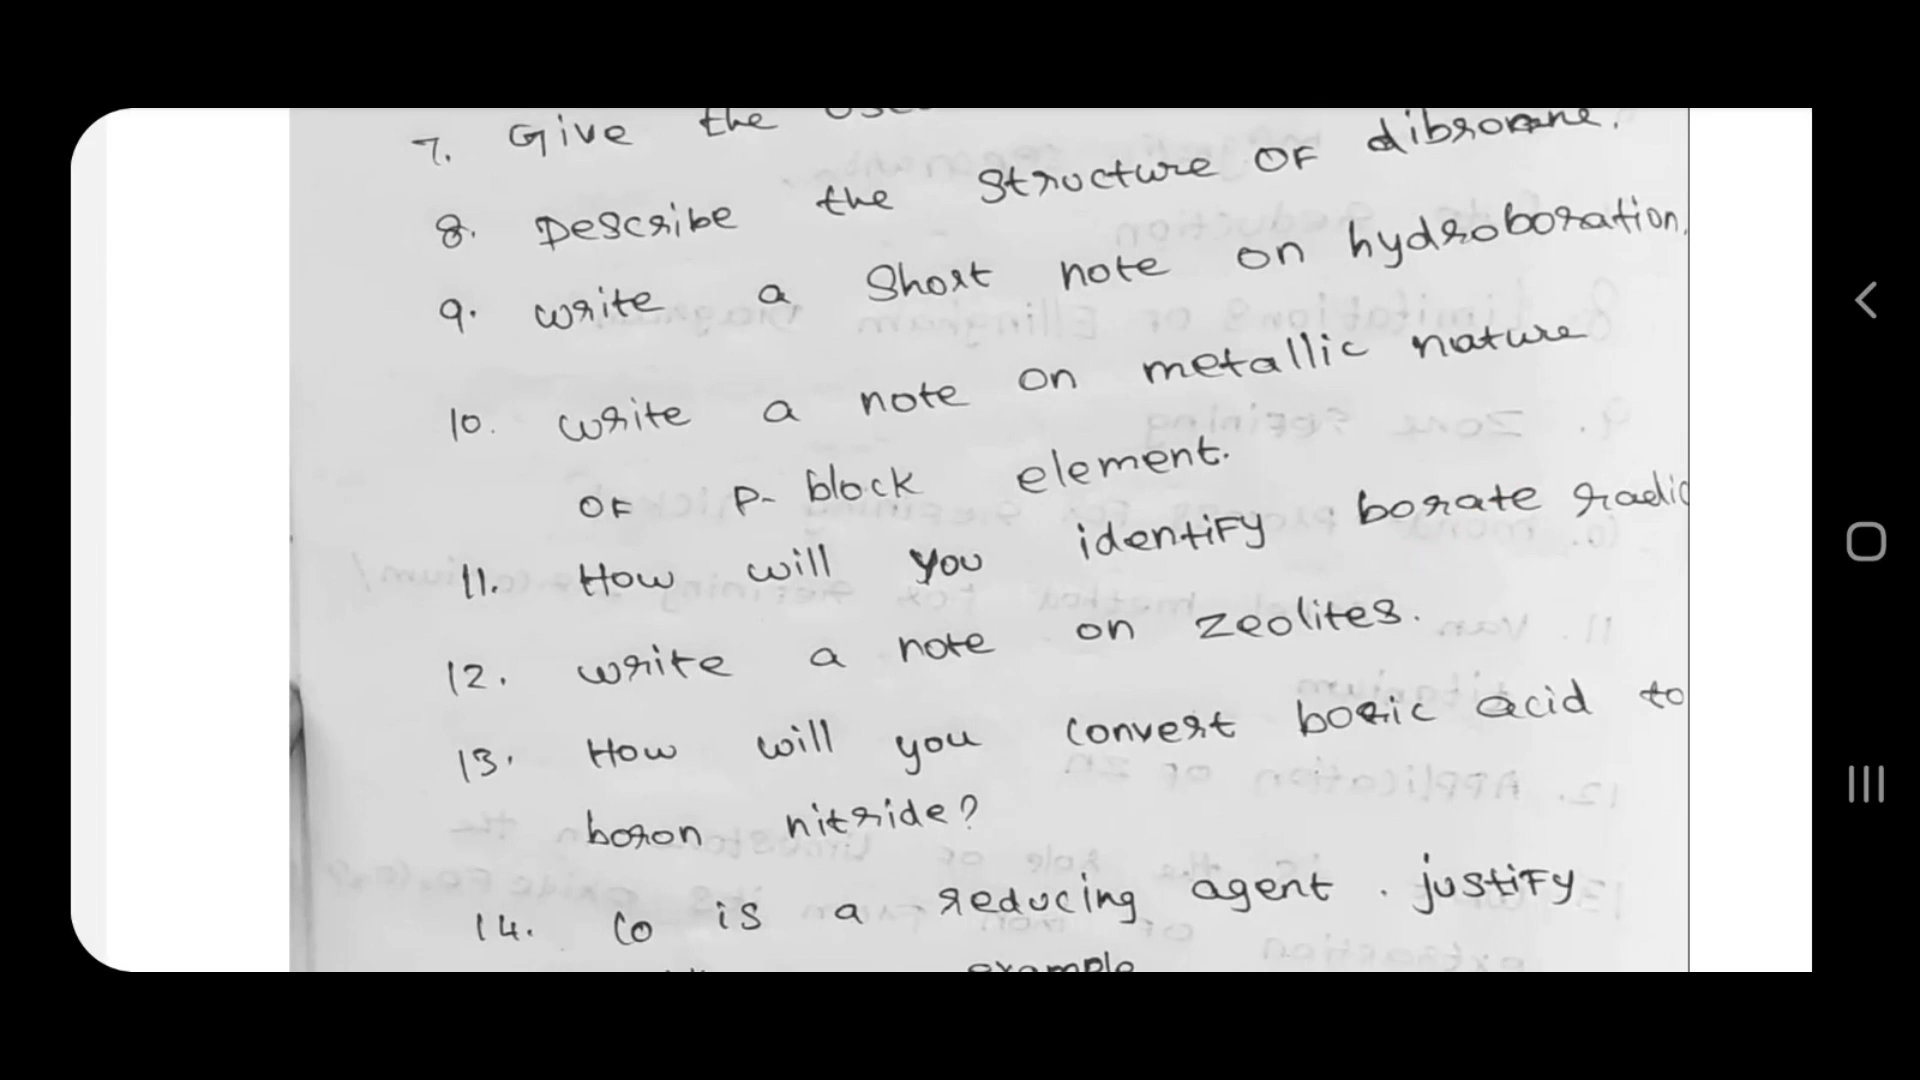 7. Give the
8. Describe the Structure OF diborane.
9. write a Short note on hydroboration.
10. write a note on metallic nature
OF P- block element.
11. How will you identify borate
12. write a note on zeolites.
13. How will you convert boric acid to
boron nitride?
14. CO is a reducing agent . justify
example